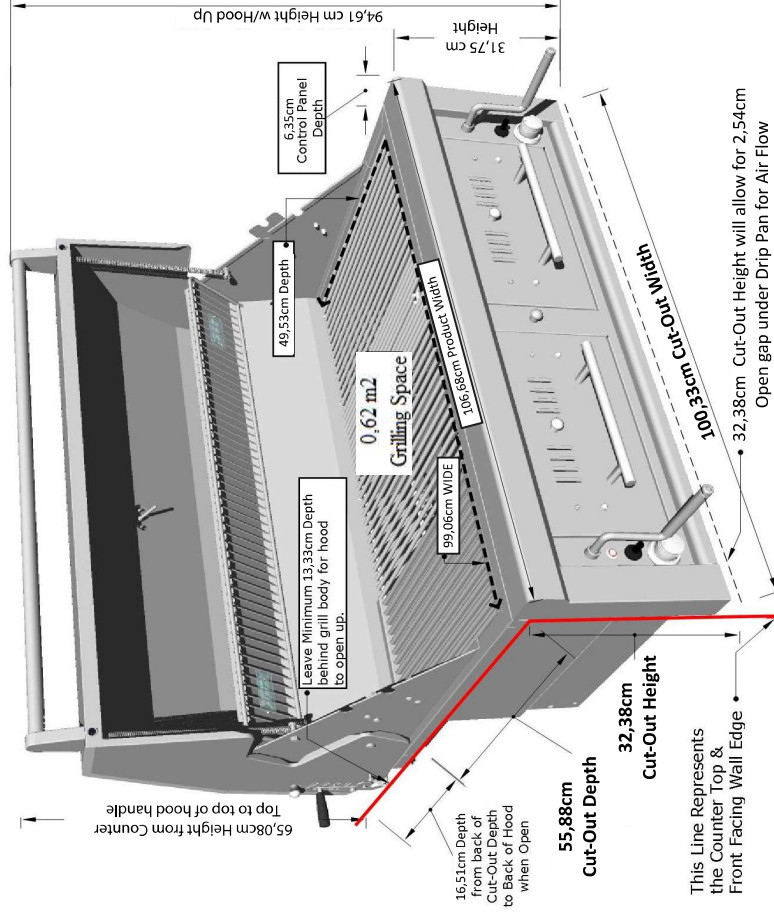 94,61 cm Height w/Hood Up
31,75 cm
Height
6,35cm
Control Panel
Depth
49,53cm Depth
0,62 m2
Grilling Space
106,68cm Product Width
99,06cm WIDE
Leave Minimum 13,33cm Depth
behind grill body for hood
to open up.
65,08cm Height from Counter
Top to top of hood handle
16,51cm Depth
from back of
Cut-Out Depth
to Back of Hood
when Open
55,88cm
Cut-Out Depth
32,38cm
Cut-Out Height
This Line Represents
the Counter Top &
Front Facing Wall Edge
100,33cm Cut-Out Width
32,38cm Cut-Out Height will allow for 2,54cm
Open gap under Drip Pan for Air Flow